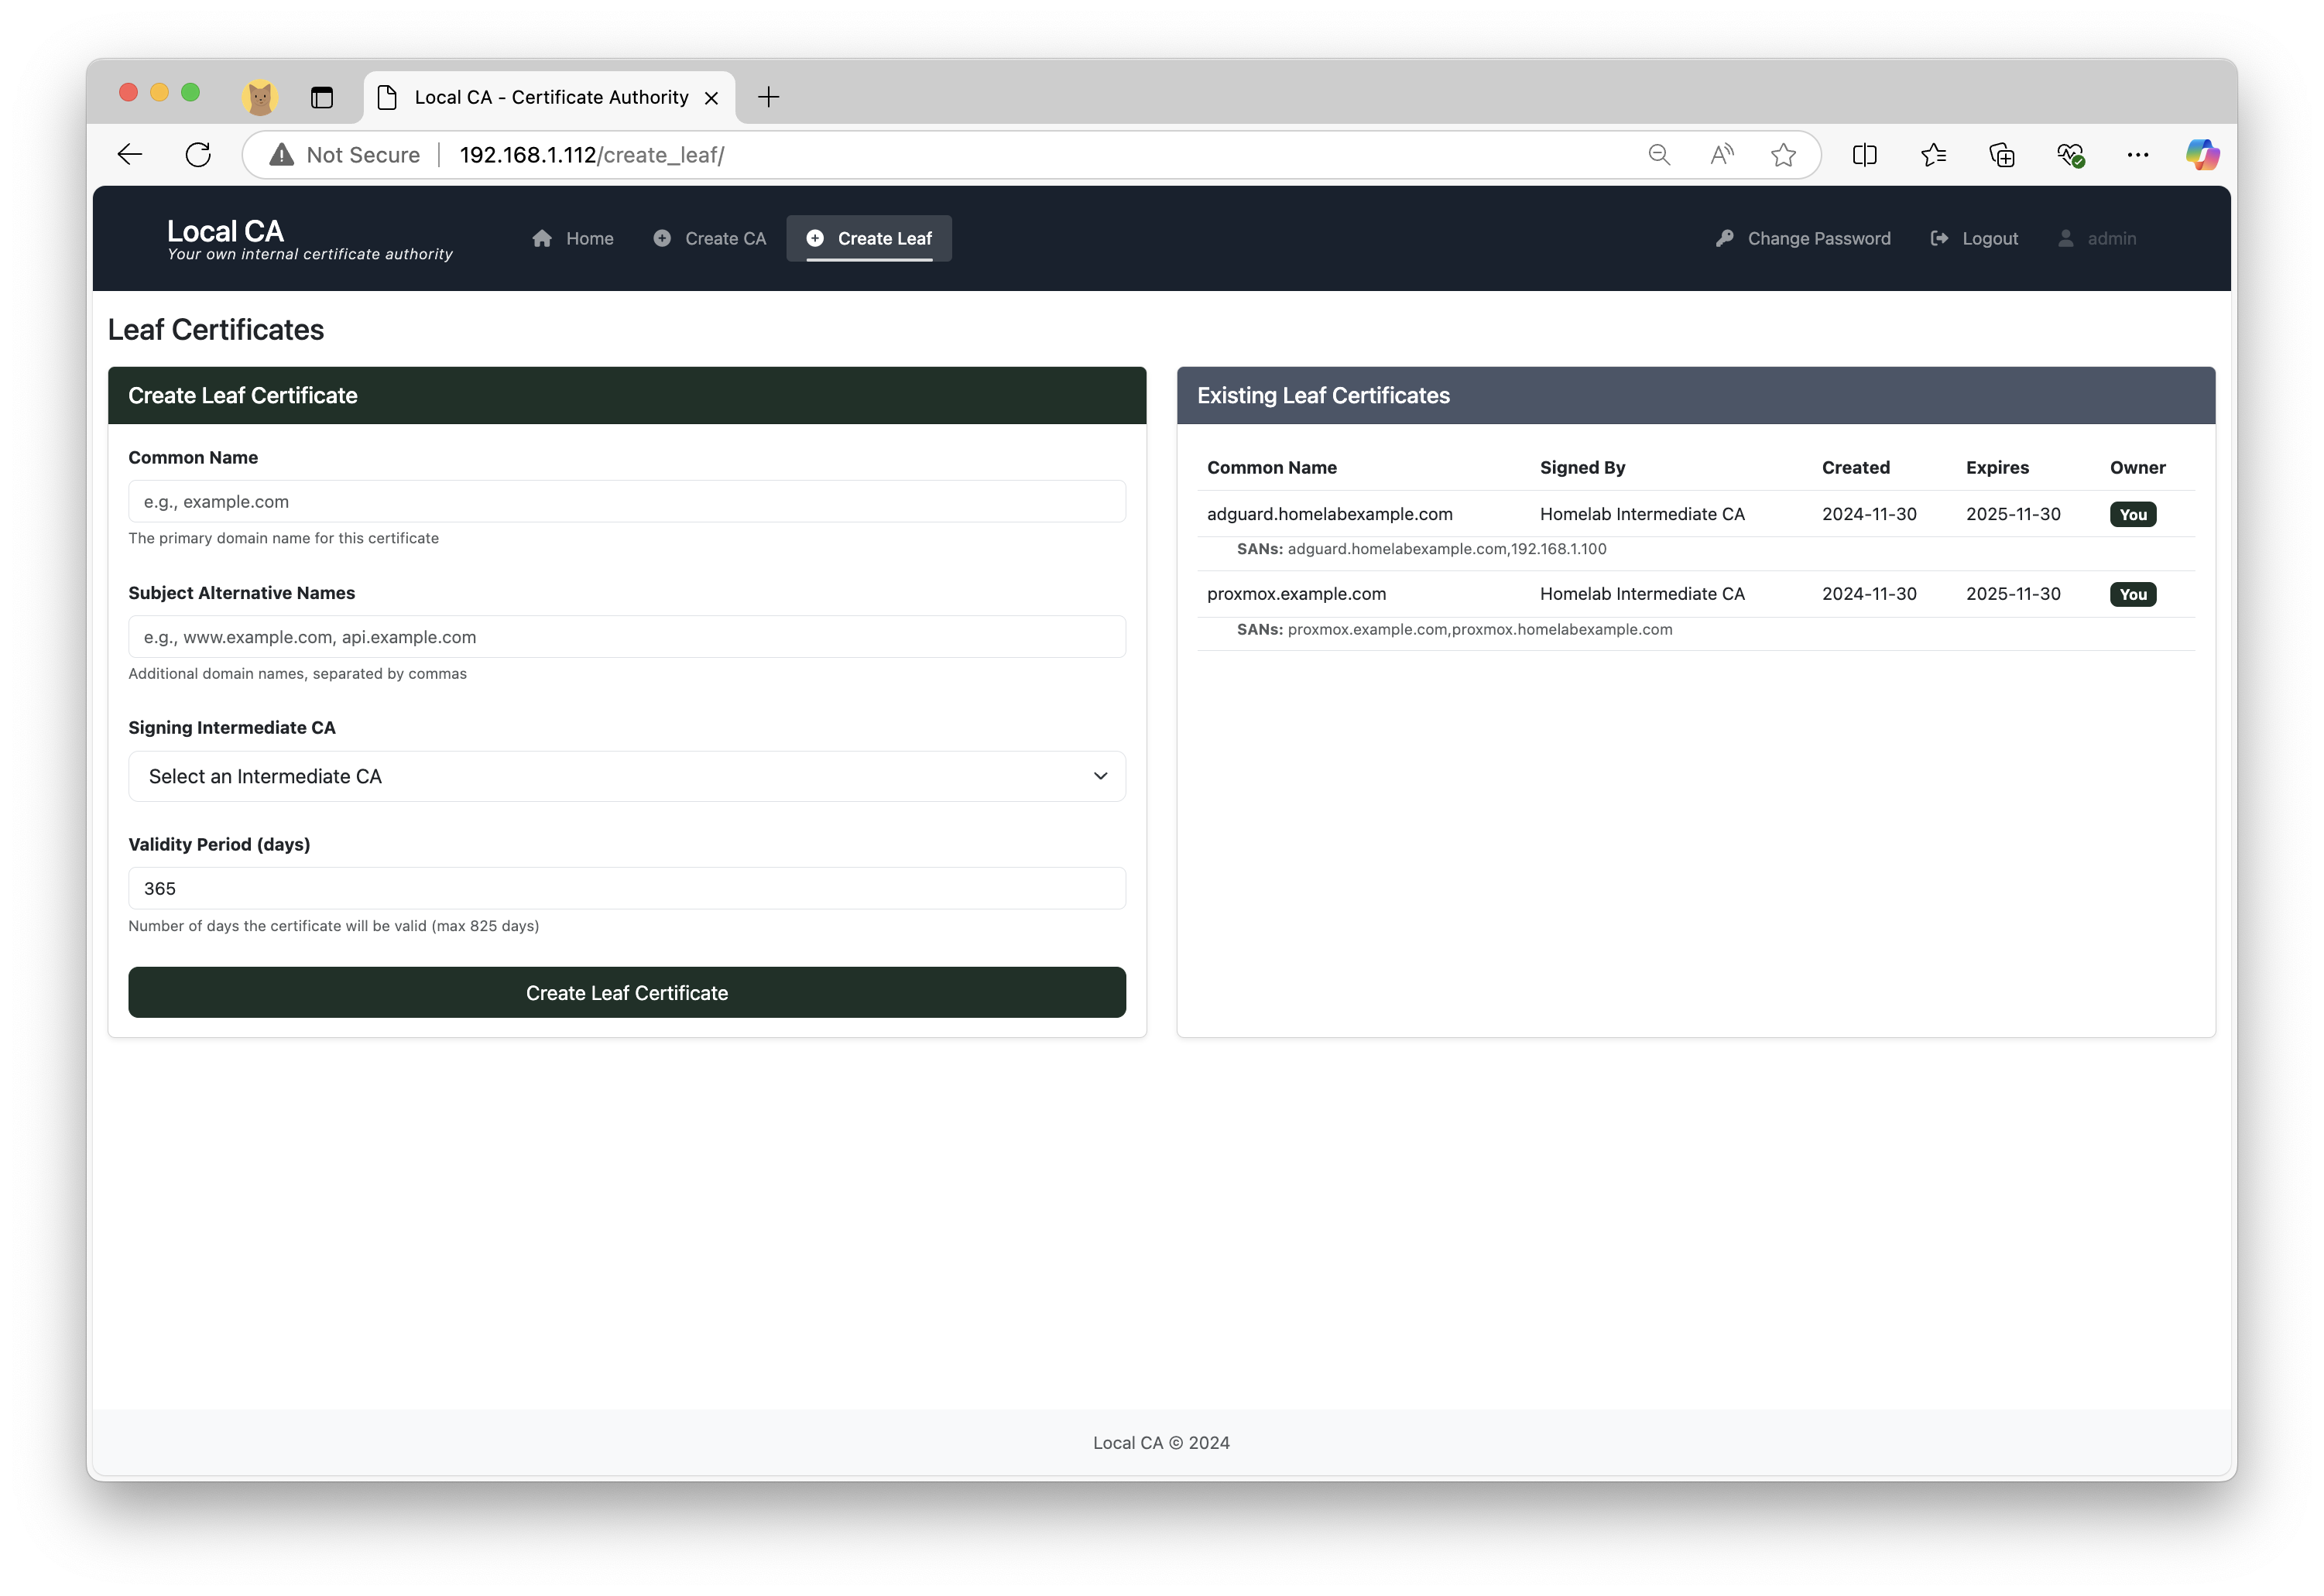 Local CA - Certificate Authority
Not Secure
192.168.1.112/create_leaf/
Local CA
Your own internal certificate authority
Home
Create CA
Create Leaf
Change Password
Logout
admin
Leaf Certificates
Create Leaf Certificate
Common Name
e.g., example.com
The primary domain name for this certificate
Subject Alternative Names
e.g., www.example.com, api.example.com
Additional domain names, separated by commas
Signing Intermediate CA
Select an Intermediate CA
Validity Period (days)
365
Number of days the certificate will be valid (max 825 days)
Create Leaf Certificate
Existing Leaf Certificates
Common Name Signed By Created Expires Owner
adguard.homelabexample.com Homelab Intermediate CA 2024-11-30 2025-11-30 You
SANs: adguard.homelabexample.com,192.168.1.100
proxmox.example.com Homelab Intermediate CA 2024-11-30 2025-11-30 You
SANs: proxmox.example.com,proxmox.homelabexample.com
Local CA © 2024